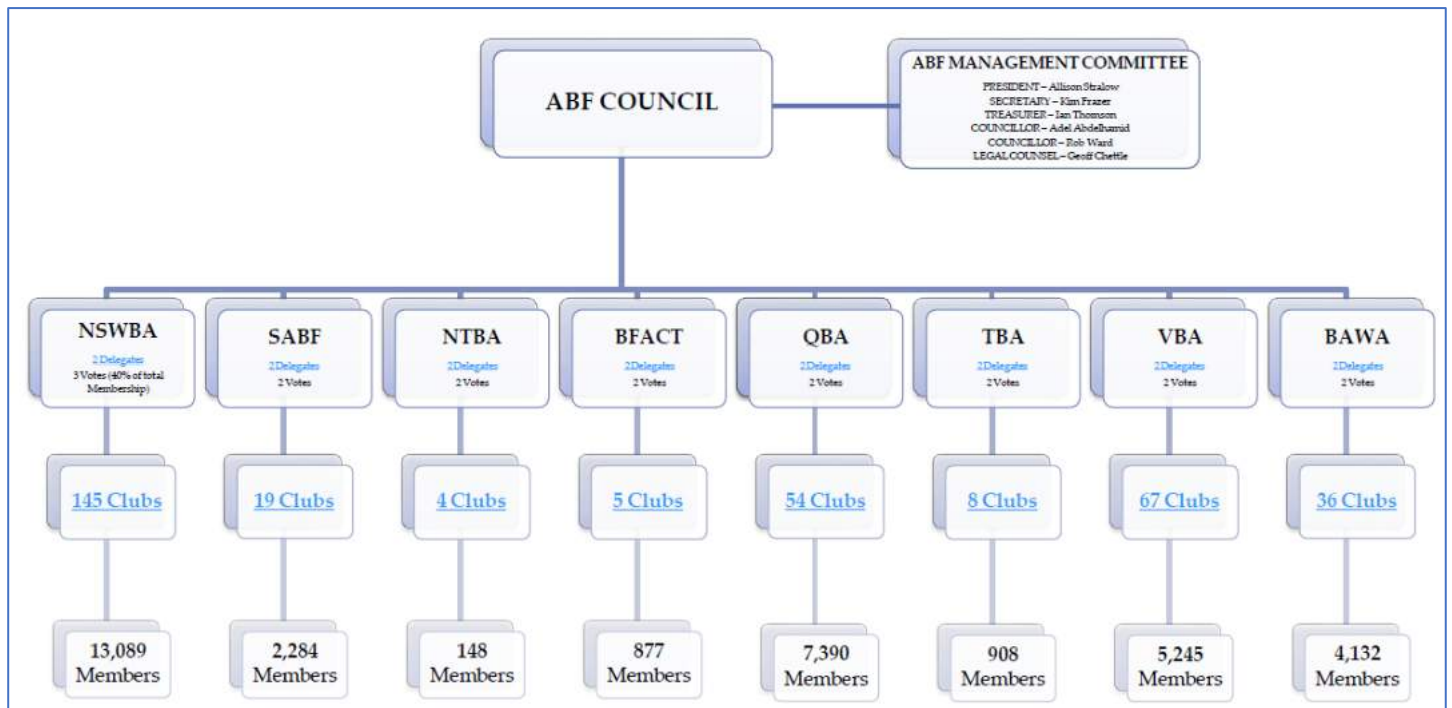 ABF COUNCIL
ABF MANAGEMENT COMMITTEE
PRESIDENT – Allison Stralow
SECRETARY – Kim Frazer
TREASURER – Ian Thomson
COUNCILLOR – Adel Abdelhamid
COUNCILLOR – Rob Ward
LEGAL COUNSEL – Geoff Chettle
NSWBA
2 Delegates
3 Votes (40% of total
Membership)
SABF
2 Delegates
2 Votes
NTBA
2 Delegates
2 Votes
BFACT
2 Delegates
2 Votes
QBA
2 Delegates
2 Votes
TBA
2 Delegates
2 Votes
VBA
2 Delegates
2 Votes
BAWA
2 Delegates
2 Votes
145 Clubs
19 Clubs
4 Clubs
5 Clubs
54 Clubs
8 Clubs
67 Clubs
36 Clubs
13,089
Members
2,284
Members
148
Members
877
Members
7,390
Members
908
Members
5,245
Members
4,132
Members